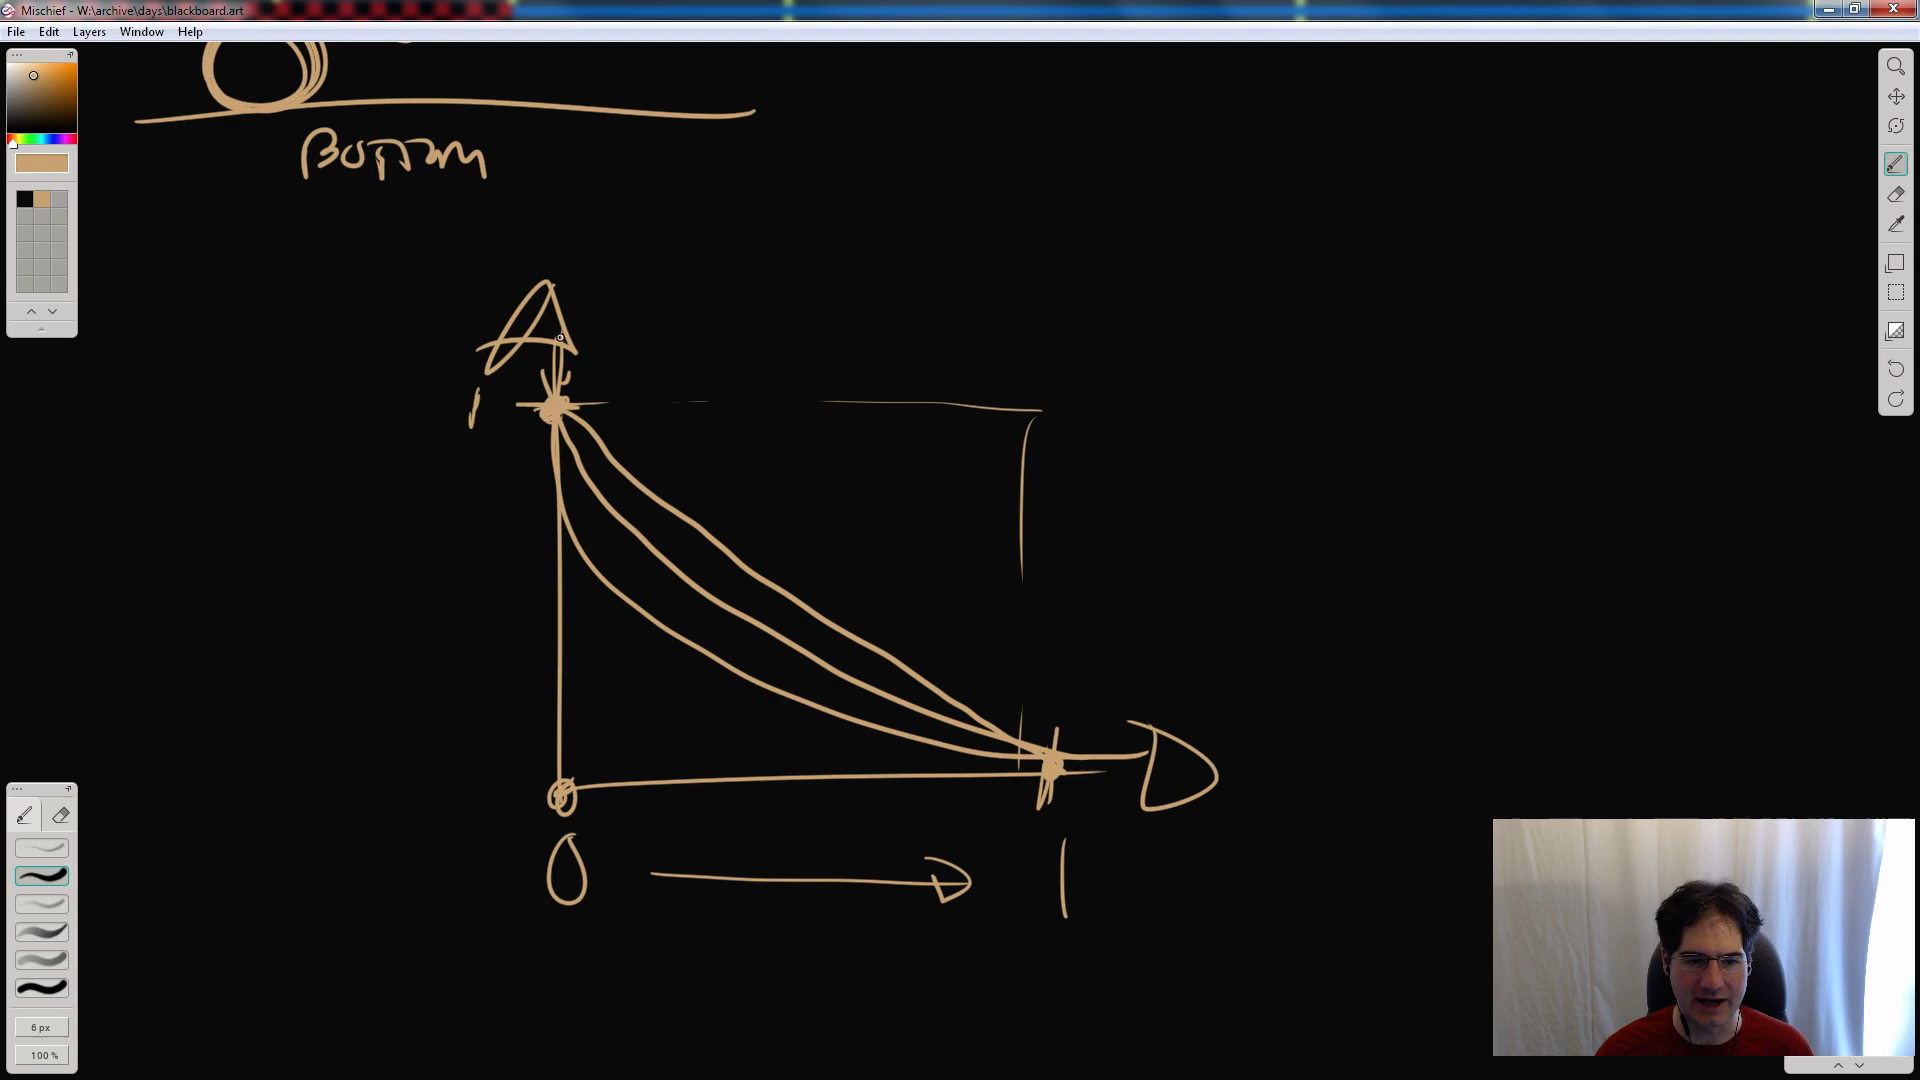 Mischief - W:\archive\days\blackboard.art
File Edit Layers Window Help
Bottom
A
1
D
0 1
6 px
100 %